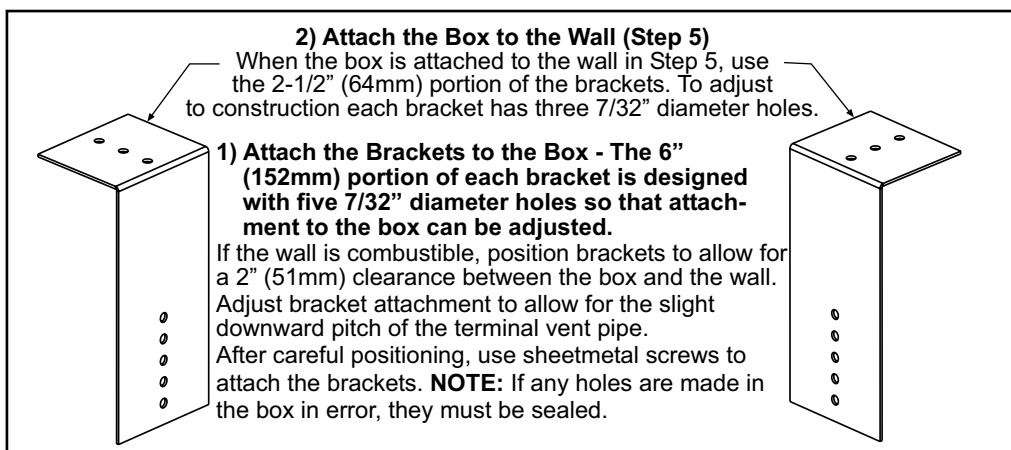 2) Attach the Box to the Wall (Step 5)
When the box is attached to the wall in Step 5, use
the 2-1/2” (64mm) portion of the brackets. To adjust
to construction each bracket has three 7/32” diameter holes.
1) Attach the Brackets to the Box - The 6”
(152mm) portion of each bracket is designed
with five 7/32” diameter holes so that attach-
ment to the box can be adjusted.
If the wall is combustible, position brackets to allow for
a 2” (51mm) clearance between the box and the wall.
Adjust bracket attachment to allow for the slight
downward pitch of the terminal vent pipe.
After careful positioning, use sheetmetal screws to
attach the brackets. NOTE: If any holes are made in
the box in error, they must be sealed.